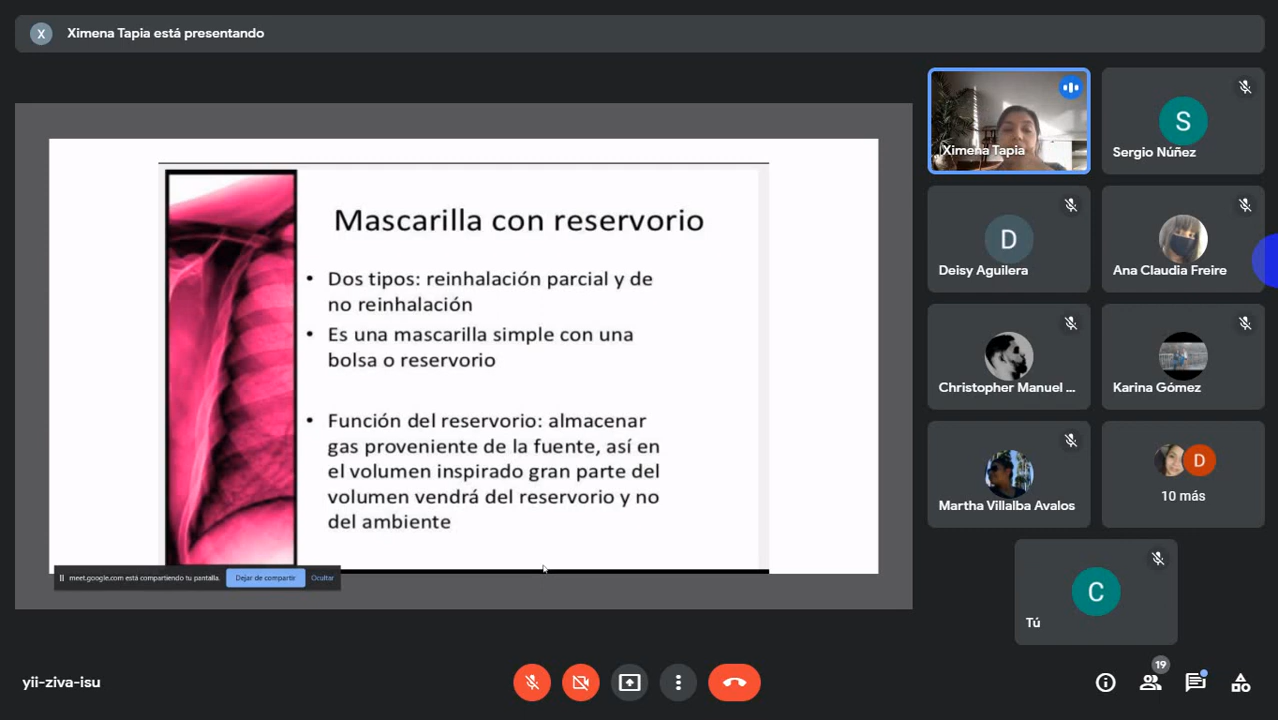 X Ximena Tapia está presentando
Mascarilla con reservorio
• Dos tipos: reinhalación parcial y de
no reinhalación
• Es una mascarilla simple con una
bolsa o reservorio
• Función del reservorio: almacenar
gas proveniente de la fuente, así en
el volumen inspirado gran parte del
volumen vendrá del reservorio y no
del ambiente
meet.google.com está compartiendo tu pantalla. Dejar de compartir Ocultar
Ximena Tapia
S
Sergio Núñez
D
Deisy Aguilera
Ana Claudia Freire
Christopher Manuel ...
Karina Gómez
Martha Villalba Avalos
D
10 más
C
Tú
yii-ziva-isu
19